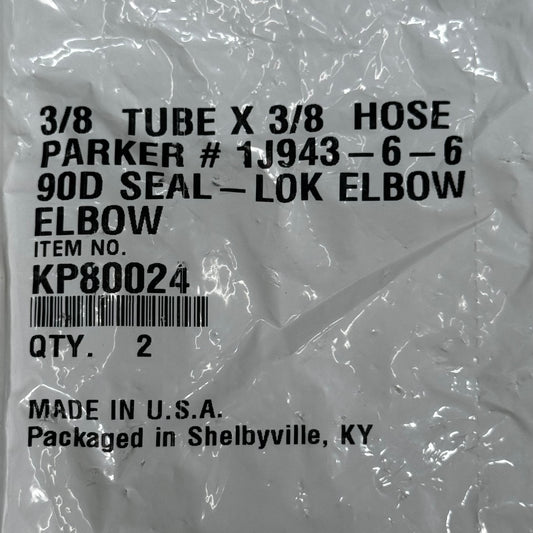 3/8 TUBE X 3/8 HOSE
PARKER # 1J943-6-6
90D SEAL-LOK ELBOW
ELBOW
ITEM NO.
KP80024
QTY. 2
MADE IN U.S.A.
Packaged in Shelbyville, KY